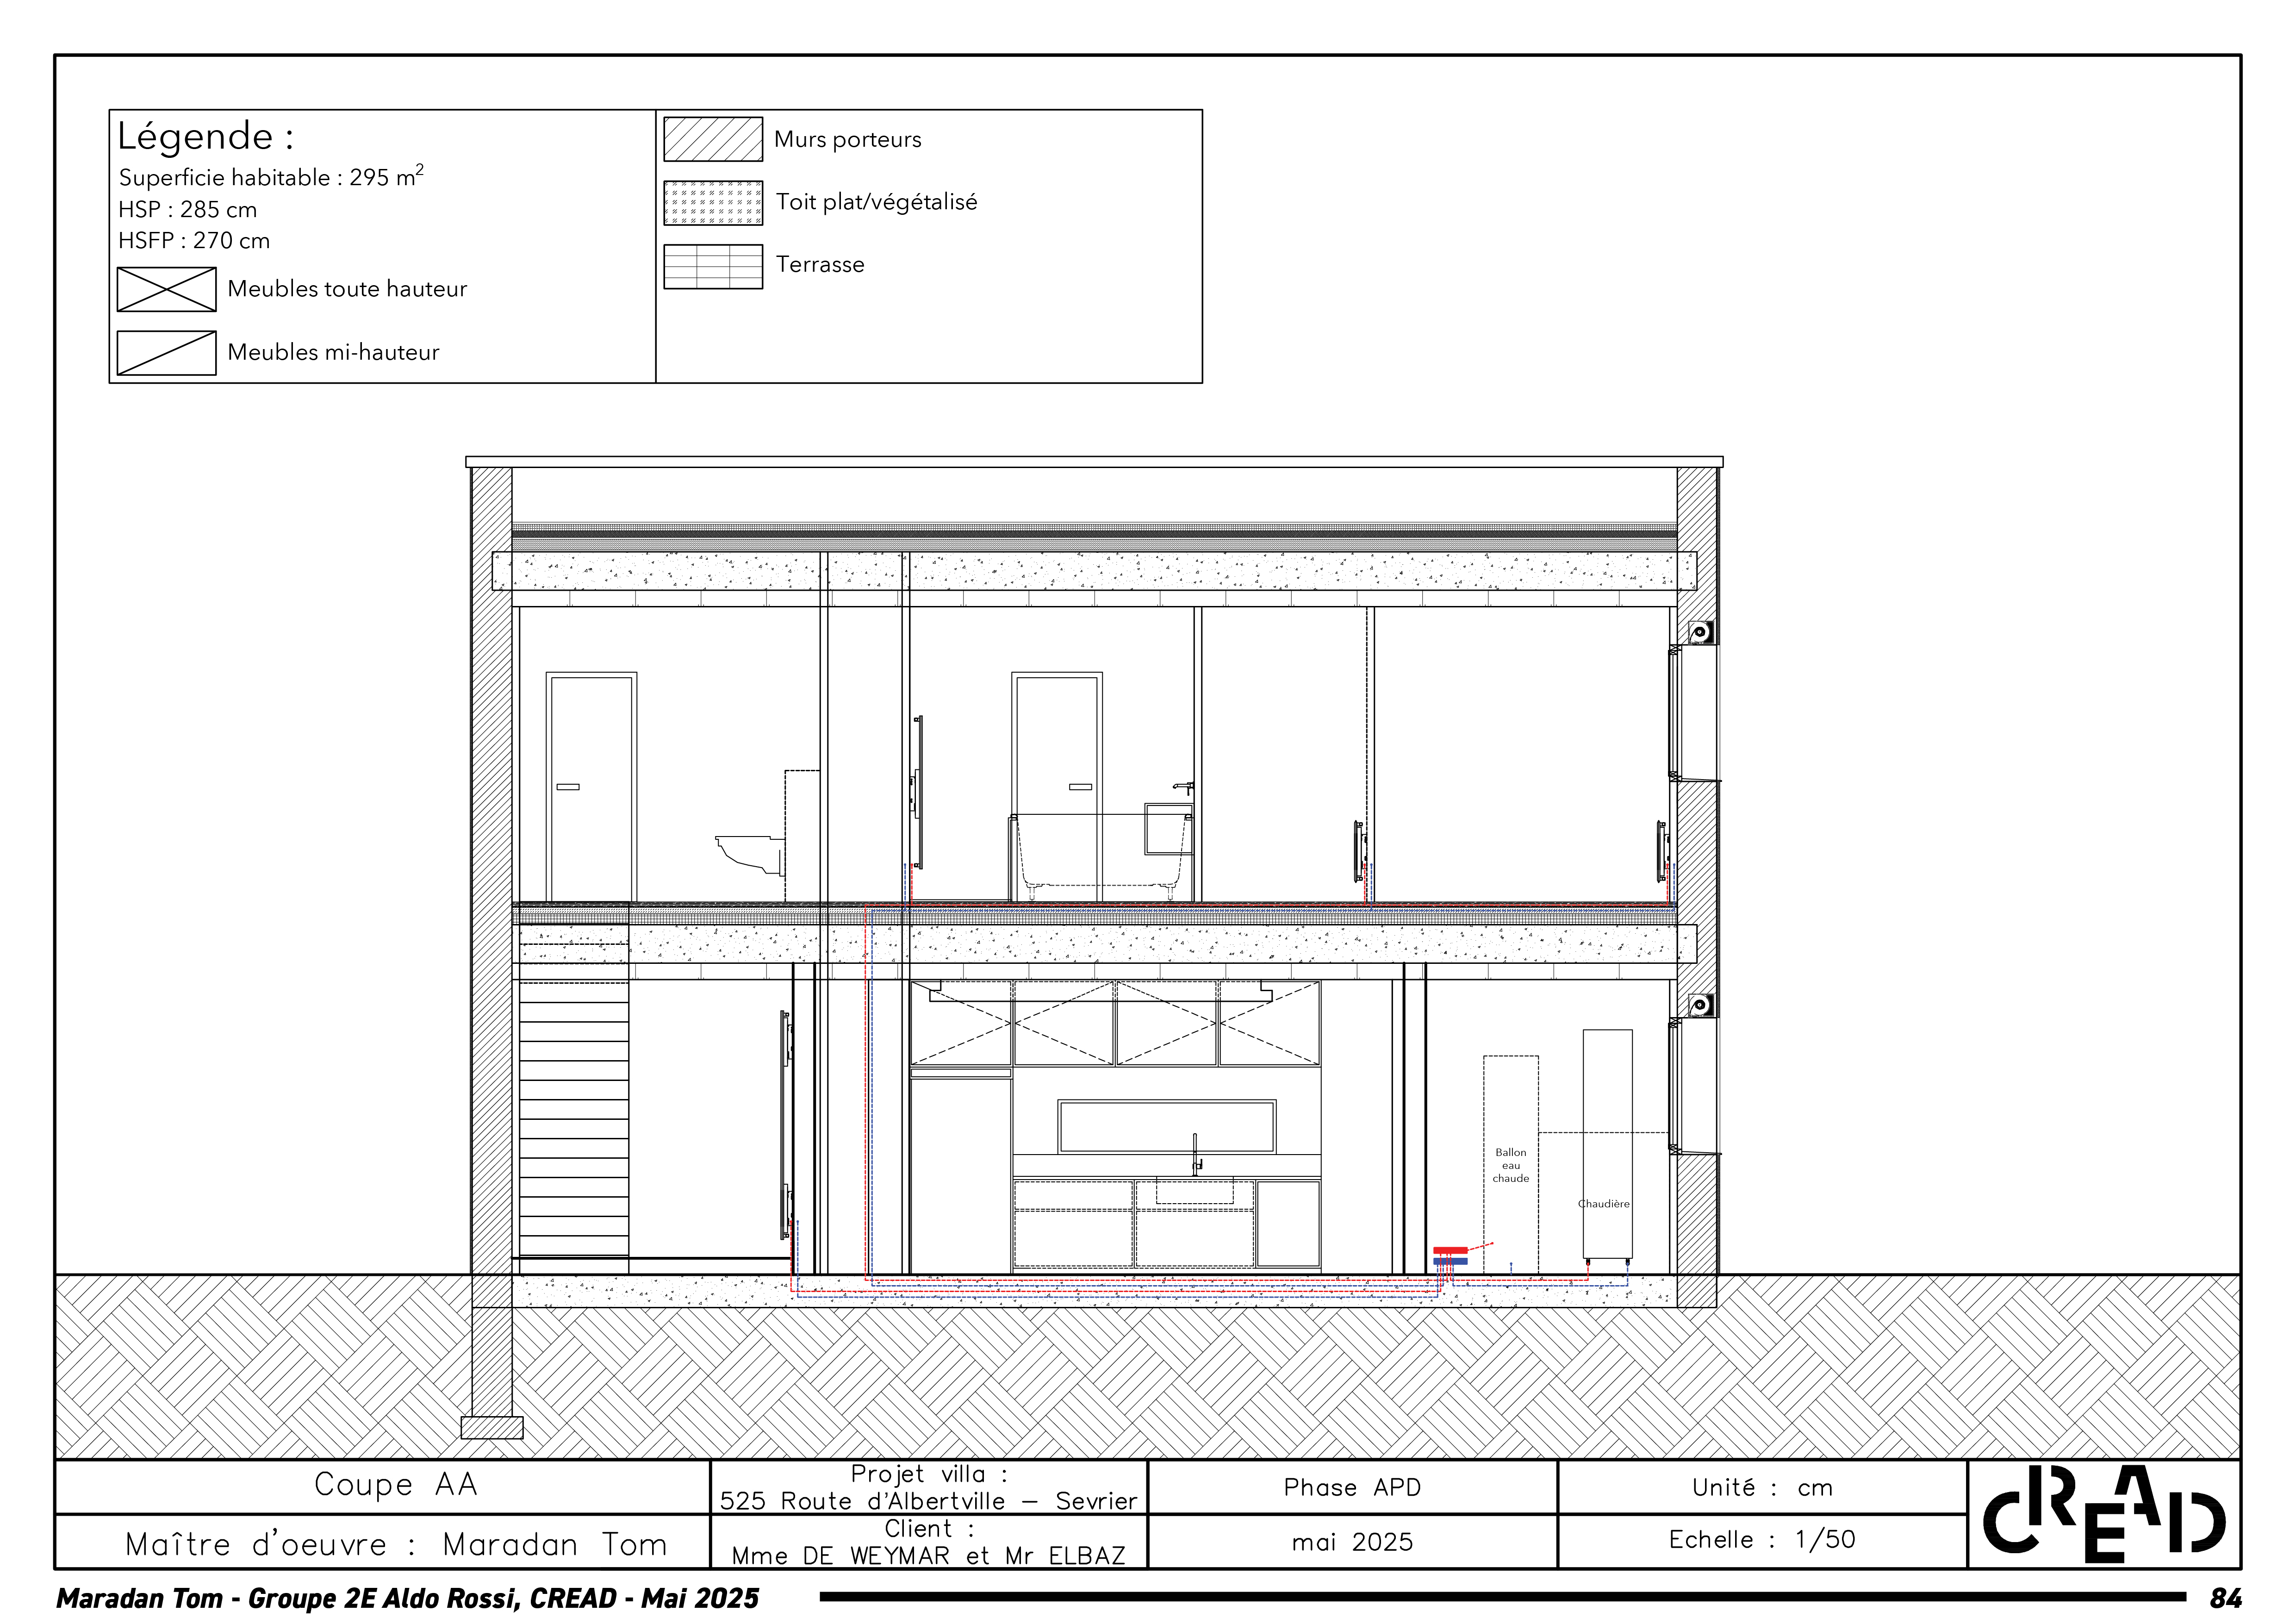 Légende :
Superficie habitable : 295 m²
HSP : 285 cm
HSFP : 270 cm
Meubles toute hauteur
Meubles mi-hauteur
Murs porteurs
Toit plat/végétalisé
Terrasse
Ballon
eau
chaude
Chaudière
Coupe AA
Maître d'oeuvre : Maradan Tom
Projet villa :
525 Route d'Albertville – Sevrier
Client :
Mme DE WEYMAR et Mr ELBAZ
Phase APD
mai 2025
Unité : cm
Echelle : 1/50
CREAD
Maradan Tom - Groupe 2E Aldo Rossi, CREAD - Mai 2025
84